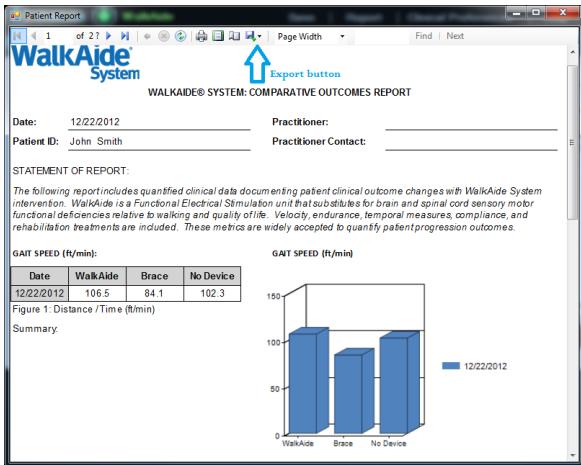 Patient Report
1 of 2? Page Width Find | Next
Export button
WalkAide®
System
WALKAIDE® SYSTEM: COMPARATIVE OUTCOMES REPORT
Date: 12/22/2012 Practitioner:
Patient ID: John Smith Practitioner Contact:
STATEMENT OF REPORT:
The following report includes quantified clinical data documenting patient clinical outcome changes with WalkAide System
intervention. WalkAide is a Functional Electrical Stimulation unit that substitutes for brain and spinal cord sensory motor
functional deficiencies relative to walking and quality of life. Velocity, endurance, temporal measures, compliance, and
rehabilitation treatments are included. These metrics are widely accepted to quantify patient progression outcomes.
GAIT SPEED (ft/min): GAIT SPEED (ft/min)
Date WalkAide Brace No Device
12/22/2012 106.5 84.1 102.3
Figure 1: Distance / Time (ft/min)
Summary:
150
100
50
0
WalkAide Brace No Device
12/22/2012